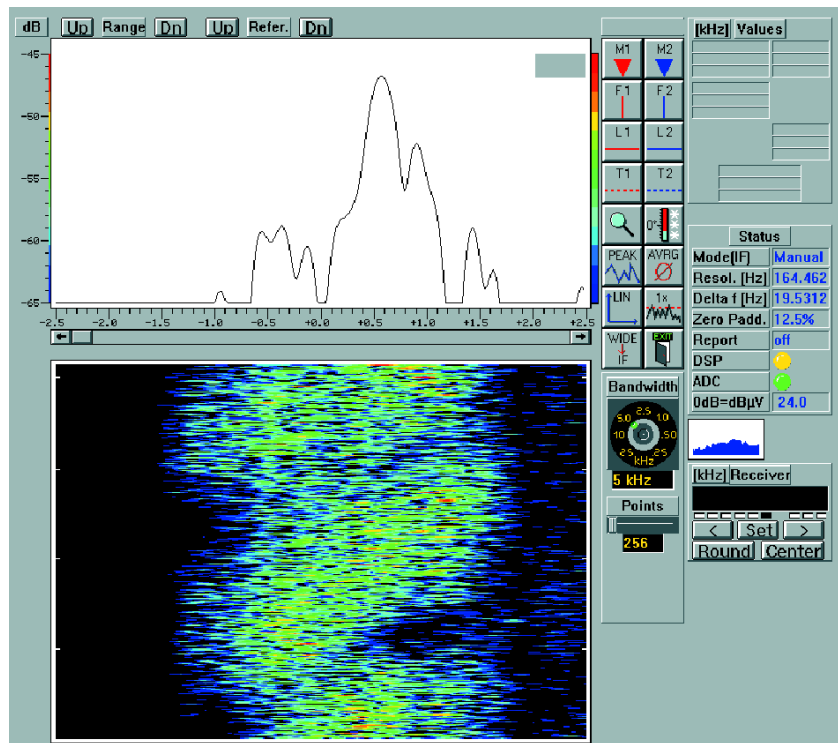 dB Up Range Dn Up Refer. Dn
[kHz] Values
-45
-50
-55
-60
-65
-2.5 -2.0 -1.5 -1.0 -0.5 +0.0 +0.5 +1.0 +1.5 +2.0 +2.5
M1 M2
F1 F2
L1 L2
T1 T2
0*
PEAK AVRG
LIN 1x
WIDE IF EXIT
Status
Mode[IF] Manual
Resol. [Hz] 164.462
Delta f [Hz] 19.5312
Zero Padd. 12.5%
Report off
DSP
ADC
0dB=dBµV 24.0
Bandwidth
5.0 2.5 1.0
10 .50
25 .25
kHz
5 kHz
Points
256
[kHz] Receiver
< Set >
Round Center